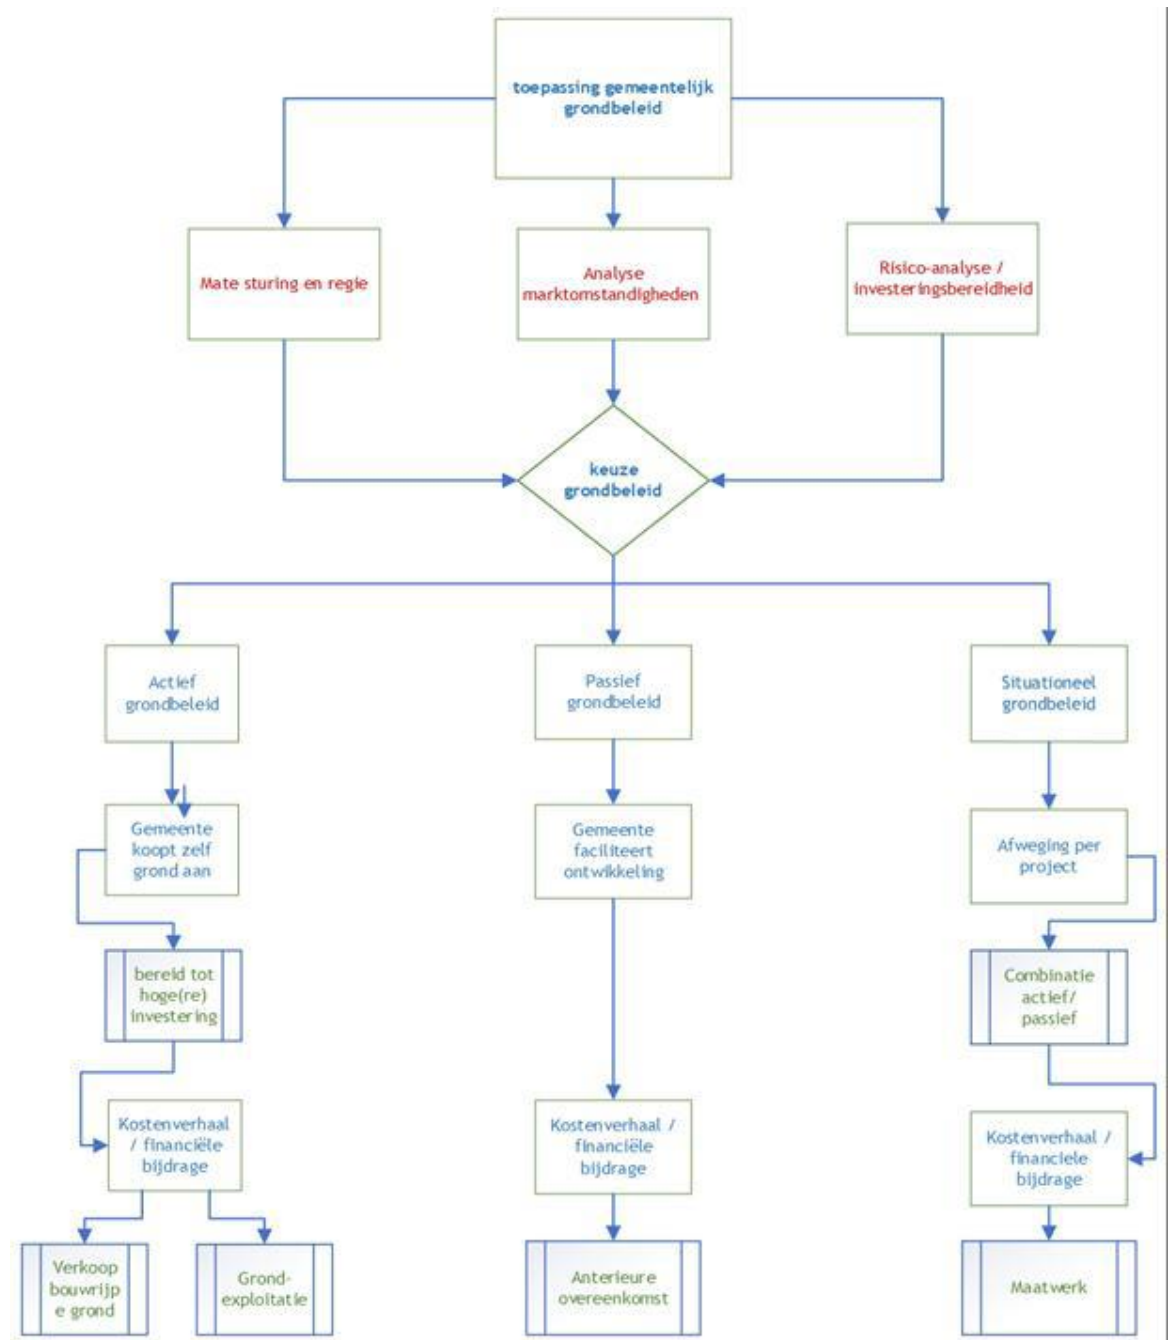 toepassing gemeentelijk
grondbeleid
Mate sturing en regie
Analyse
marktomstandigheden
Risico-analyse /
investeringsbereidheid
keuze
grondbeleid
Actief
grondbeleid
Passief
grondbeleid
Situationeel
grondbeleid
Gemeente
koopt zelf
grond aan
Gemeente
faciliteert
ontwikkeling
Afweging per
project
bereid tot
hoge(re)
investering
Combinatie
actief/
passief
Kostenverhaal
/ financiële
bijdrage
Kostenverhaal /
financiële
bijdrage
Kostenverhaal /
financiele
bijdrage
Verkoop
bouwrijp
e grond
Grond-
exploitatie
Anterieure
overeenkomst
Maatwerk